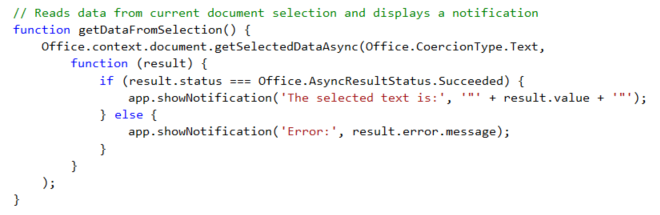 // Reads data from current document selection and displays a notification
function getDataFromSelection() {
    Office.context.document.getSelectedDataAsync(Office.CoercionType.Text,
        function (result) {
            if (result.status === Office.AsyncResultStatus.Succeeded) {
                app.showNotification('The selected text is:', '"' + result.value + '"');
            } else {
                app.showNotification('Error:', result.error.message);
            }
        }
    );
}